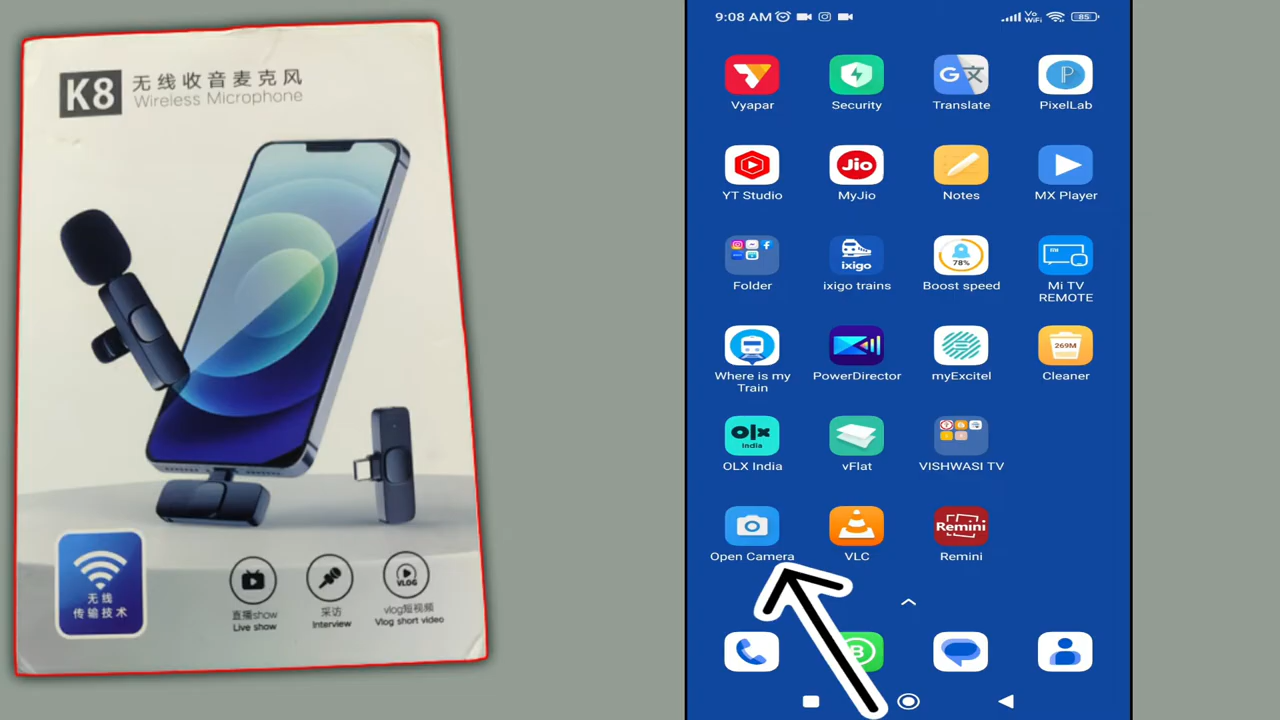 K8
无线收音麦克风
Wireless Microphone
无线
传输技术
直播show
Live show
采访
Interview
VLOG
vlog短视频
Vlog short video
9:08 AM
Vo
WiFi
85
Vyapar
Security
G文
Translate
P
PixelLab
YT Studio
Jio
MyJio
Notes
MX Player
Folder
ixigo
ixigo trains
78%
Boost speed
Mi TV
REMOTE
Where is my
Train
PowerDirector
myExcitel
269M
Cleaner
olx
India
OLX India
vFlat
VISHWASI TV
Open Camera
VLC
Remini
Remini
B